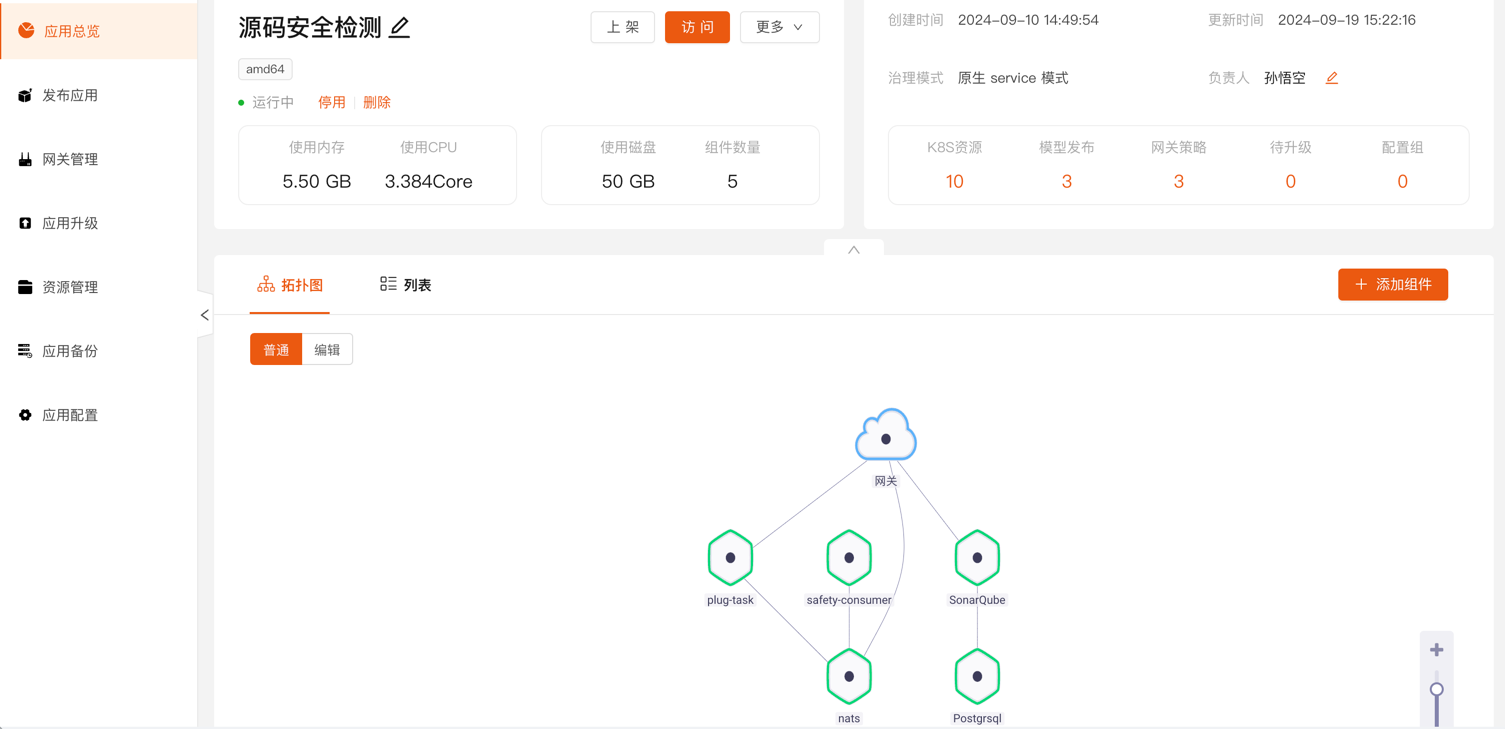 应用总览
发布应用
网关管理
应用升级
资源管理
应用备份
应用配置
源码安全检测
上 架
访 问
更多
amd64
运行中 停用 删除
使用内存 使用CPU
5.50 GB 3.384Core
使用磁盘 组件数量
50 GB 5
创建时间 2024-09-10 14:49:54 更新时间 2024-09-19 15:22:16
治理模式 原生 service 模式 负责人 孙悟空
K8S资源 模型发布 网关策略 待升级 配置组
10 3 3 0 0
拓扑图 列表 添加组件
普通 编辑
网关
plug-task safety-consumer SonarQube
nats Postgrsql